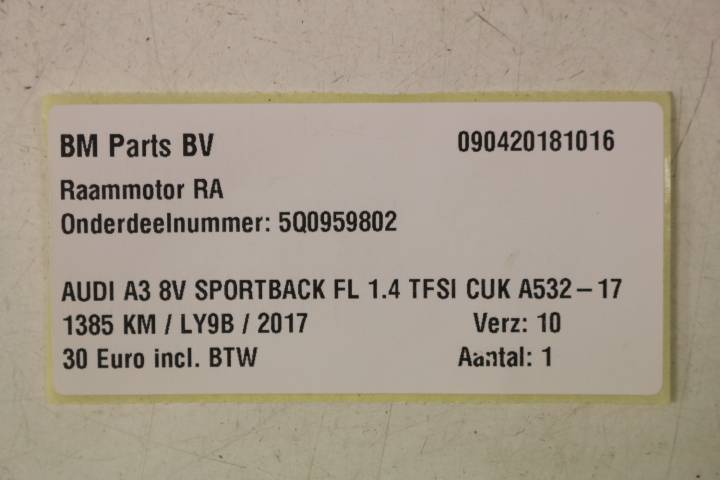 BM Parts BV 090420181016
Raammotor RA
Onderdeelnummer: 5Q0959802
AUDI A3 8V SPORTBACK FL 1.4 TFSI CUK A532-17
1385 KM / LY9B / 2017 Verz: 10
30 Euro incl. BTW Aantal: 1